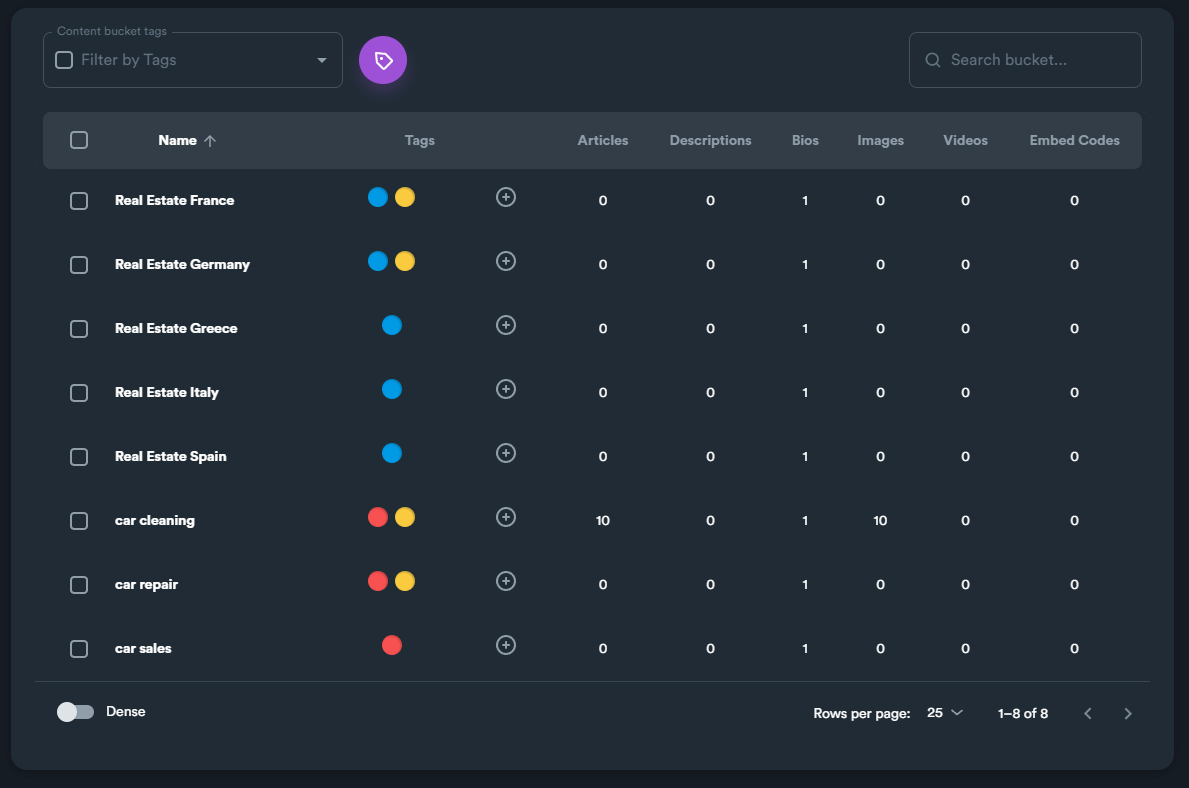 Content bucket tags
Filter by Tags
Search bucket...
Name Tags Articles Descriptions Bios Images Videos Embed Codes
Real Estate France 0 0 1 0 0 0
Real Estate Germany 0 0 1 0 0 0
Real Estate Greece 0 0 1 0 0 0
Real Estate Italy 0 0 1 0 0 0
Real Estate Spain 0 0 1 0 0 0
car cleaning 10 0 1 10 0 0
car repair 0 0 1 0 0 0
car sales 0 0 1 0 0 0
Dense Rows per page: 25 1–8 of 8